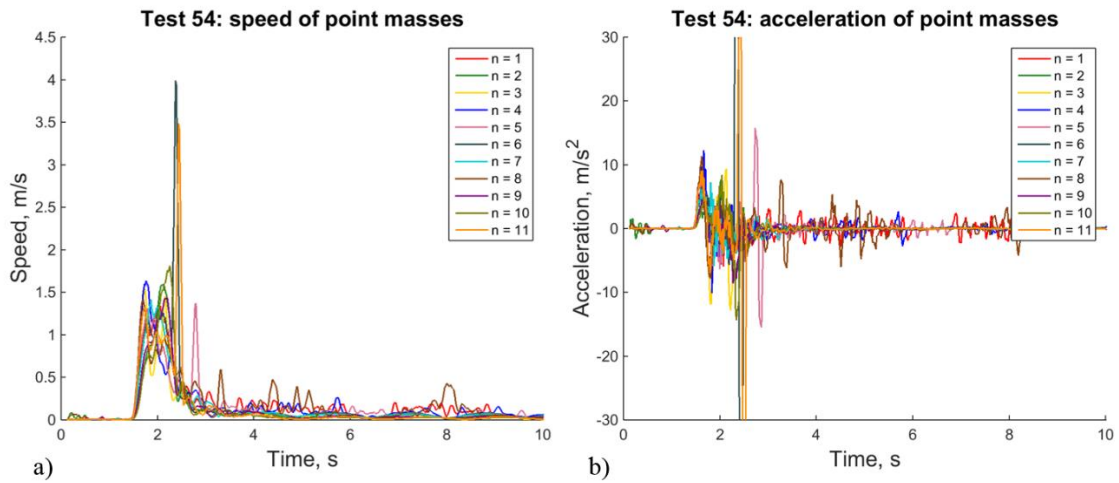 Test 54: speed of point masses
4.5
4
3.5
3
2.5
2
1.5
1
0.5
0
Speed, m/s
0 2 4 6 8 10
Time, s
n = 1
n = 2
n = 3
n = 4
n = 5
n = 6
n = 7
n = 8
n = 9
n = 10
n = 11
a)
Test 54: acceleration of point masses
30
20
10
0
-10
-20
-30
Acceleration, m/s²
0 2 4 6 8 10
Time, s
n = 1
n = 2
n = 3
n = 4
n = 5
n = 6
n = 7
n = 8
n = 9
n = 10
n = 11
b)